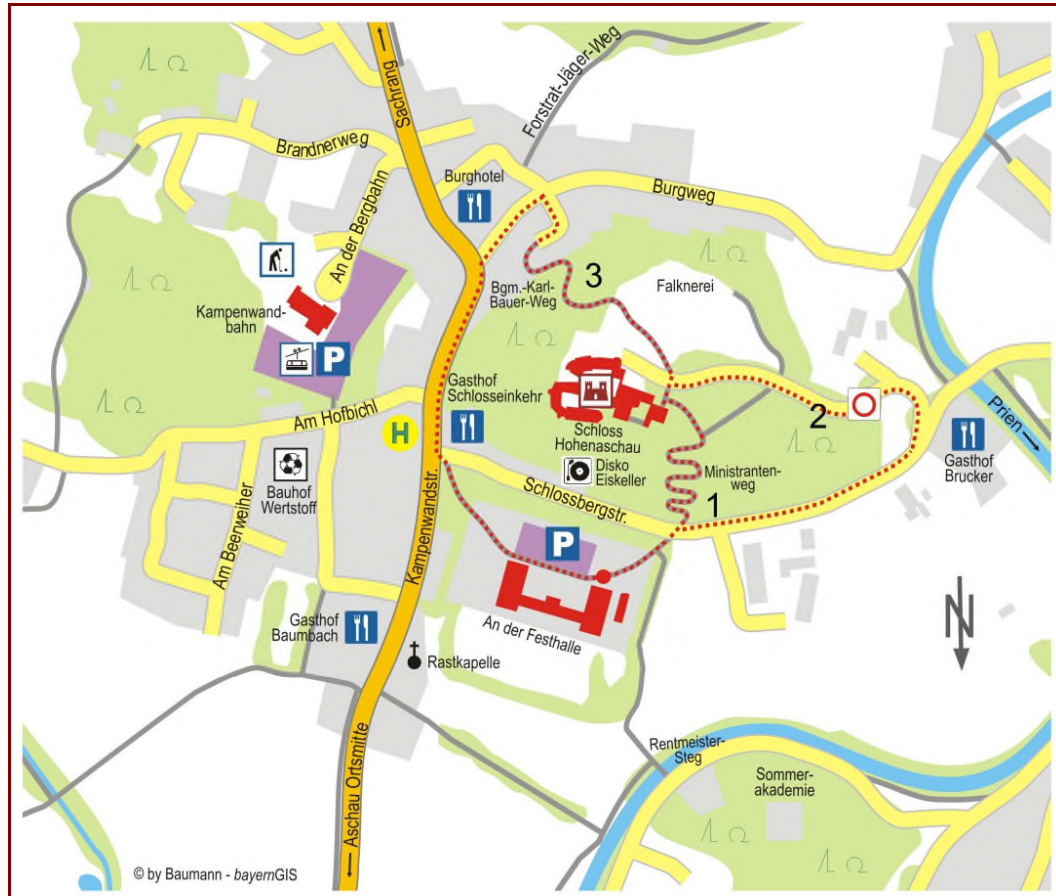 Sachrang
Forstrat-Jäger-Weg
Brandnerweg
Burghotel
An der Bergbahn
Burgweg
3
Bgm.-Karl-
Bauer-Weg
Falknerei
Kampenwand-
bahn
P
Gasthof
Schlosseinkehr
Am Hofbichl
H
Schloss
Hohenaschau
2
Prien
Gasthof
Brucker
Disko
Eiskeller
Ministranten-
weg
Bauhof
Wertstoff
Schlossbergstr.
1
Am Beerweiher
Kampenwandstr.
P
Gasthof
Baumbach
An der Festhalle
N
Rastkapelle
Rentmeister-
Steg
Sommer-
akademie
Aschau Ortsmitte
© by Baumann - bayernGIS